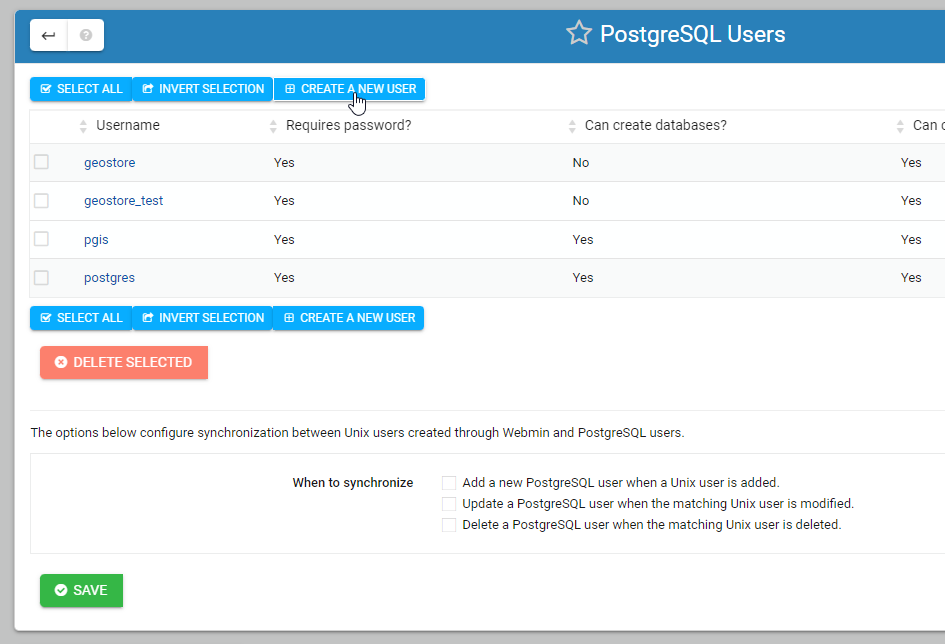 PostgreSQL Users
SELECT ALL INVERT SELECTION CREATE A NEW USER
Username Requires password? Can create databases? Can c
geostore Yes No Yes
geostore_test Yes No Yes
pgis Yes Yes Yes
postgres Yes Yes Yes
SELECT ALL INVERT SELECTION CREATE A NEW USER
DELETE SELECTED
The options below configure synchronization between Unix users created through Webmin and PostgreSQL users.
When to synchronize Add a new PostgreSQL user when a Unix user is added.
Update a PostgreSQL user when the matching Unix user is modified.
Delete a PostgreSQL user when the matching Unix user is deleted.
SAVE